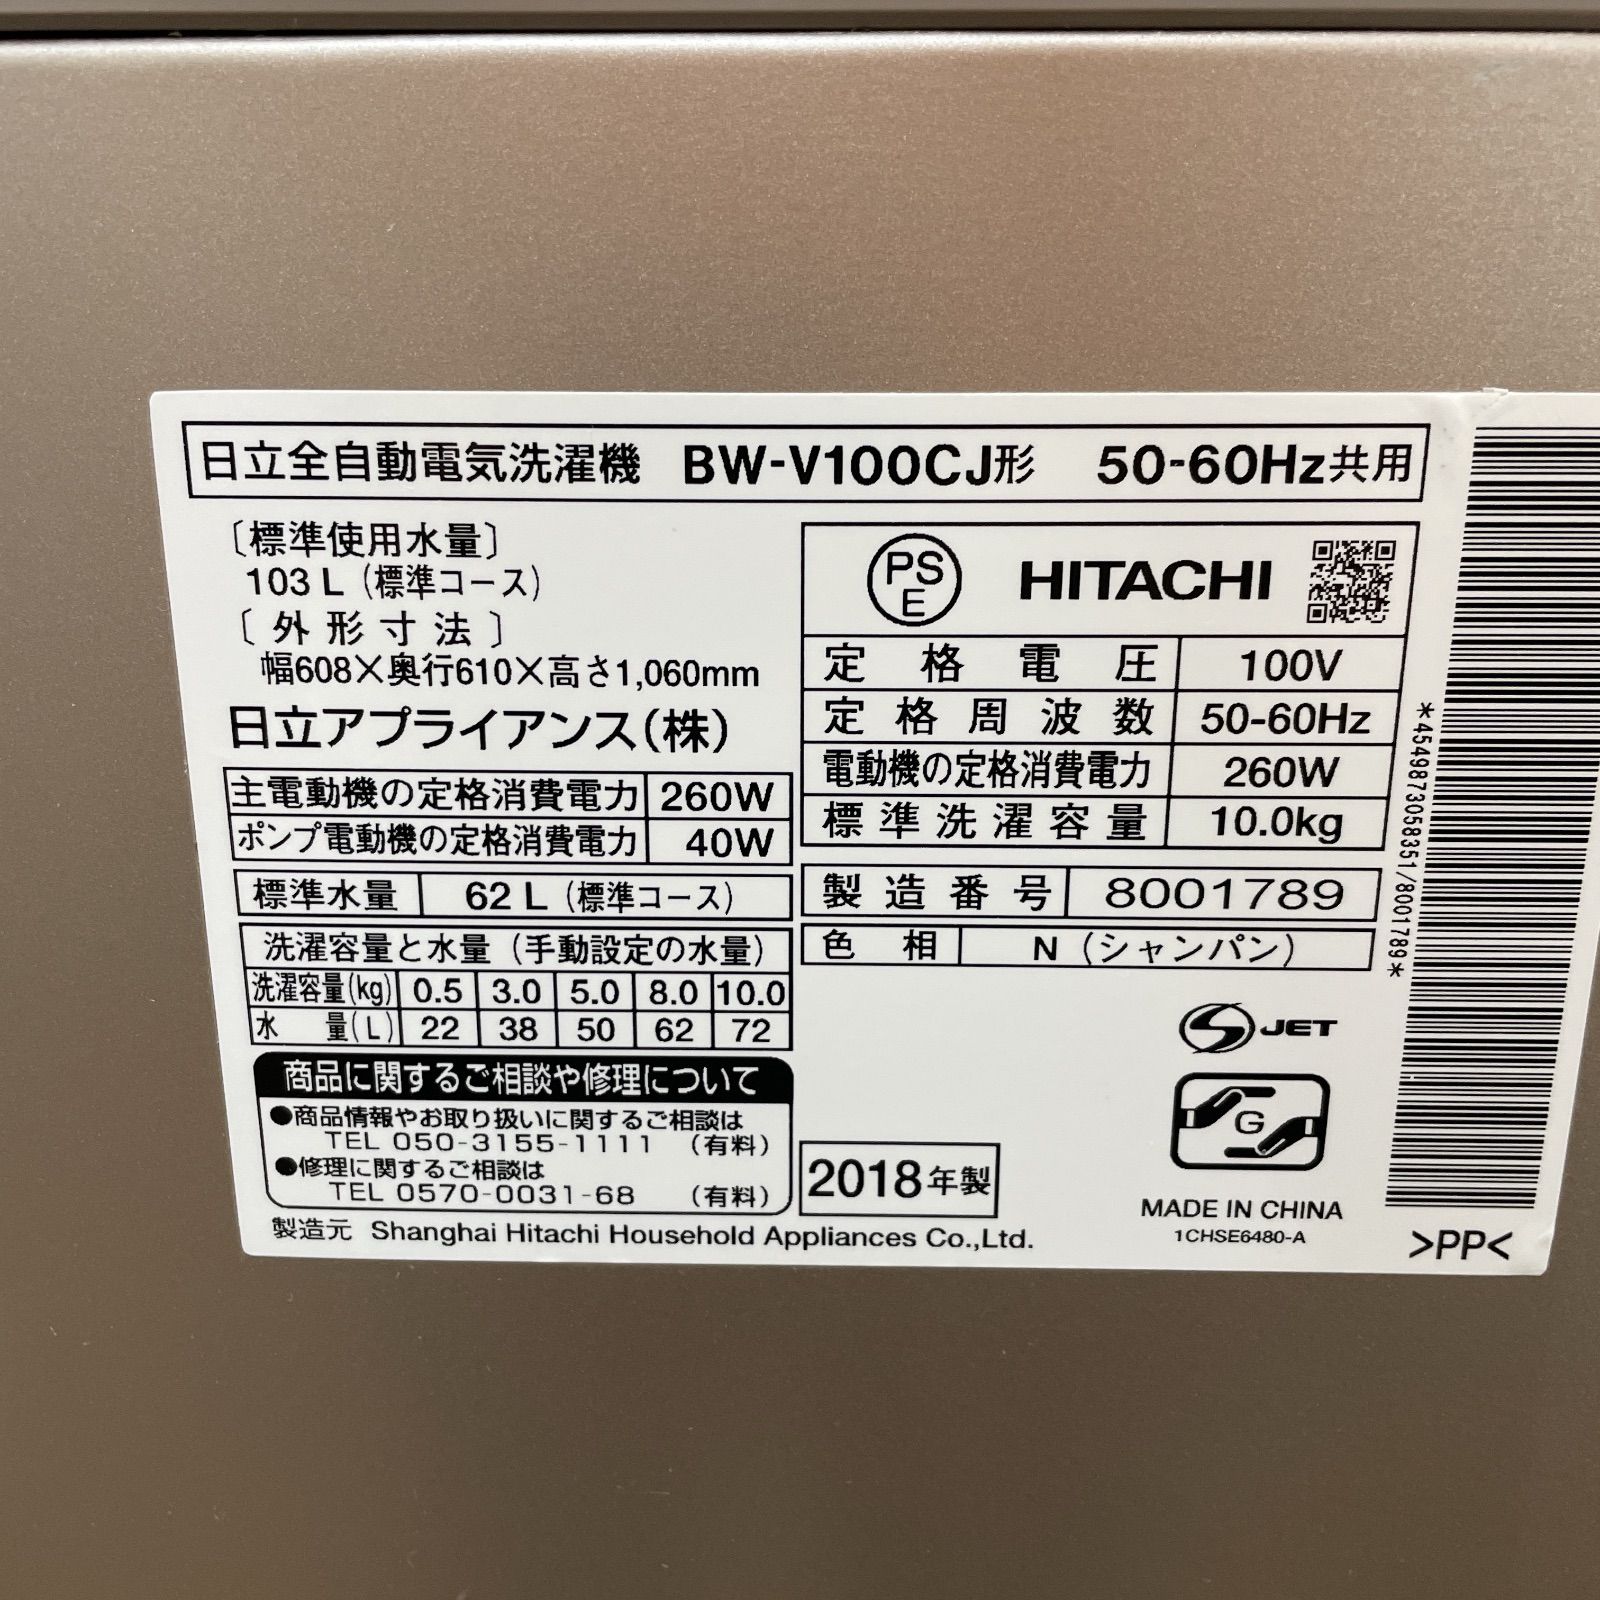 日立全自動電気洗濯機 BW-V100CJ形 50-60Hz共用
〔標準使用水量〕
103 L (標準コース)
〔外形寸法〕
幅608×奥行610×高さ1,060mm
日立アプライアンス(株)
主電動機の定格消費電力 260W
ポンプ電動機の定格消費電力 40W
標準水量 62 L (標準コース)
洗濯容量と水量 (手動設定の水量)
洗濯容量(kg) 0.5 3.0 5.0 8.0 10.0
水量(L) 22 38 50 62 72
商品に関するご相談や修理について
●商品情報やお取り扱いに関するご相談は
TEL 050-3155-1111 (有料)
●修理に関するご相談は
TEL 0570-0031-68 (有料)
製造元 Shanghai Hitachi Household Appliances Co.,Ltd.
PS
E
HITACHI
定格電圧 100V
定格周波数 50-60Hz
電動機の定格消費電力 260W
標準洗濯容量 10.0kg
製造番号 8001789
色相 N (シャンパン)
S JET
G
2018年製
MADE IN CHINA
1CHSE6480-A
*4549873058351/8001789*
>PP<